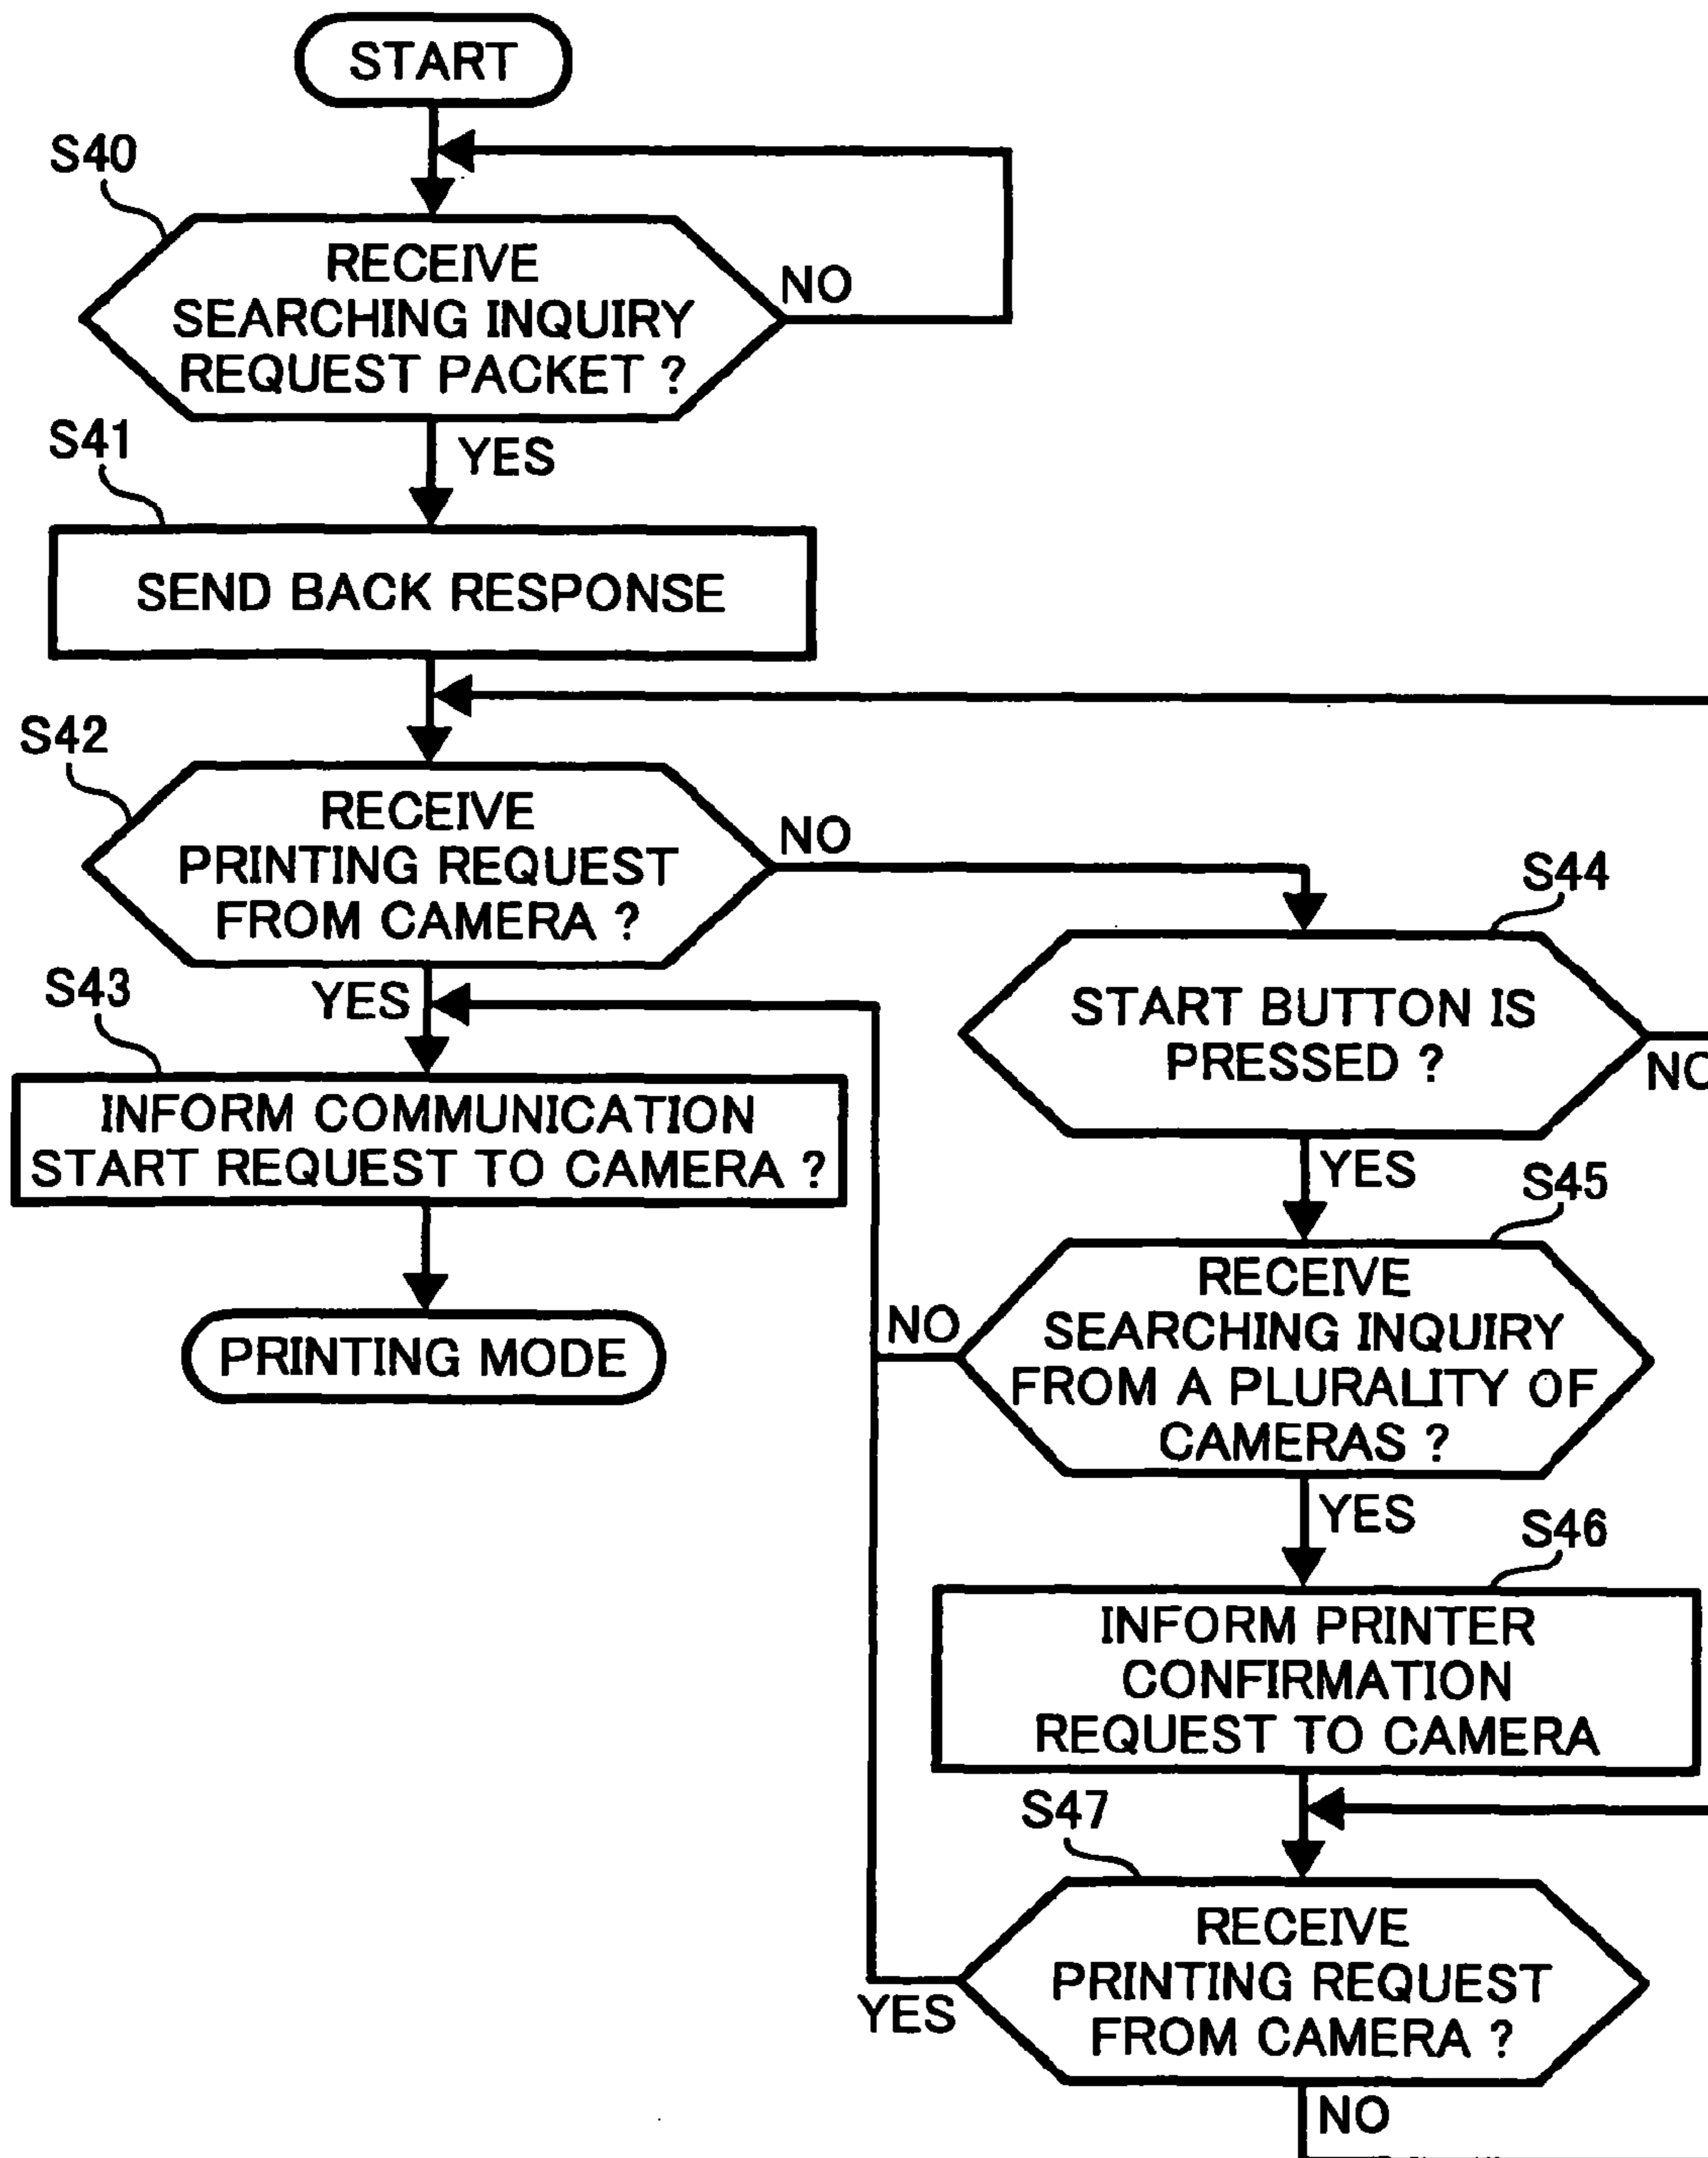 START
S40
RECEIVE
SEARCHING INQUIRY
REQUEST PACKET ?
NO
YES
S41
SEND BACK RESPONSE
S42
RECEIVE
PRINTING REQUEST
FROM CAMERA ?
NO
YES
S43
INFORM COMMUNICATION
START REQUEST TO CAMERA ?
PRINTING MODE
S44
START BUTTON IS
PRESSED ?
NO
YES
S45
RECEIVE
SEARCHING INQUIRY
FROM A PLURALITY OF
CAMERAS ?
NO
YES
S46
INFORM PRINTER
CONFIRMATION
REQUEST TO CAMERA
S47
RECEIVE
PRINTING REQUEST
FROM CAMERA ?
YES
NO